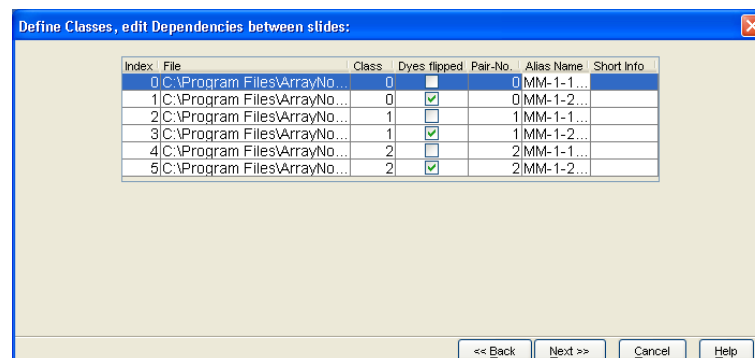 Define Classes, edit Dependencies between slides:
Index File Class Dyes flipped Pair-No. Alias Name Short Info
0 C:\Program Files\ArrayNo... 0 0 MM-1-1...
1 C:\Program Files\ArrayNo... 0 0 MM-1-2...
2 C:\Program Files\ArrayNo... 1 1 MM-1-1...
3 C:\Program Files\ArrayNo... 1 1 MM-1-2...
4 C:\Program Files\ArrayNo... 2 2 MM-1-1...
5 C:\Program Files\ArrayNo... 2 2 MM-1-2...
<< Back Next >> Cancel Help